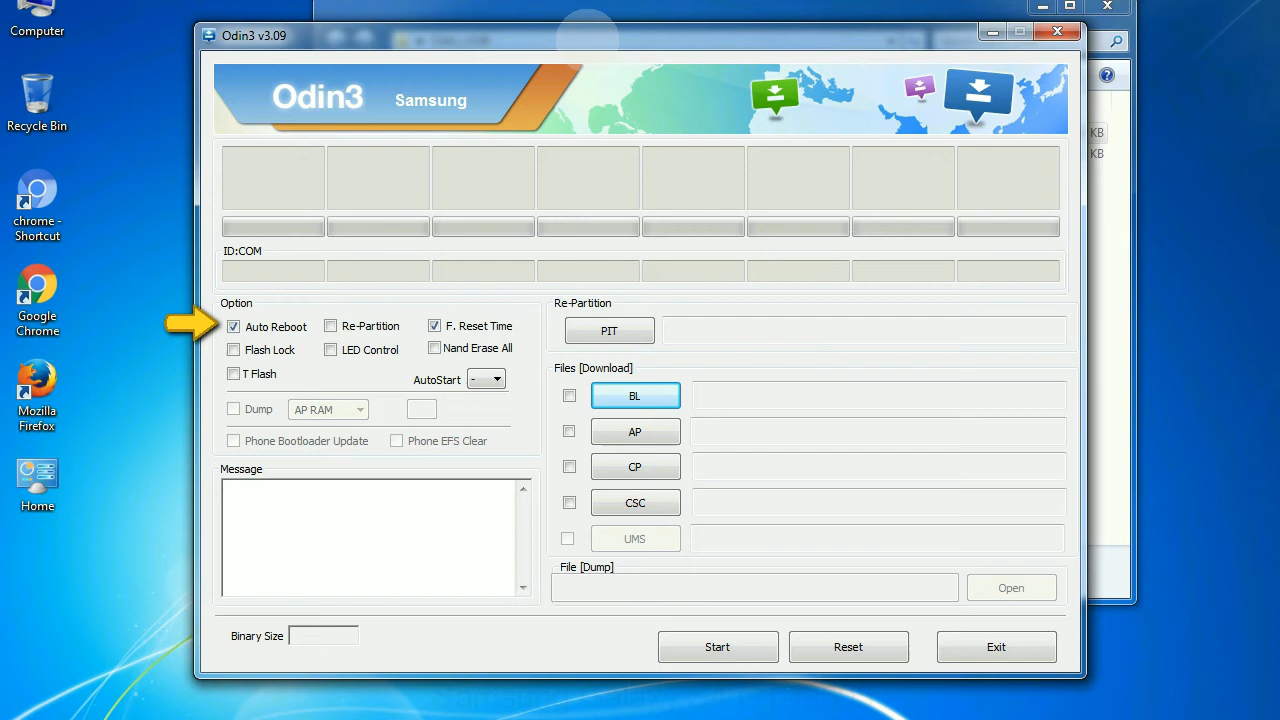 Computer
Recycle Bin
chrome -
Shortcut
Google
Chrome
Mozilla
Firefox
Home
Odin3 v3.09
Odin3 Samsung
KB
KB
ID:COM
Option
Auto Reboot
Re-Partition
F. Reset Time
Flash Lock
LED Control
Nand Erase All
T Flash
AutoStart -
Dump
AP RAM
Phone Bootloader Update
Phone EFS Clear
Message
Re-Partition
PIT
Files [Download]
BL
AP
CP
CSC
UMS
File [Dump]
Open
Binary Size
Start
Reset
Exit